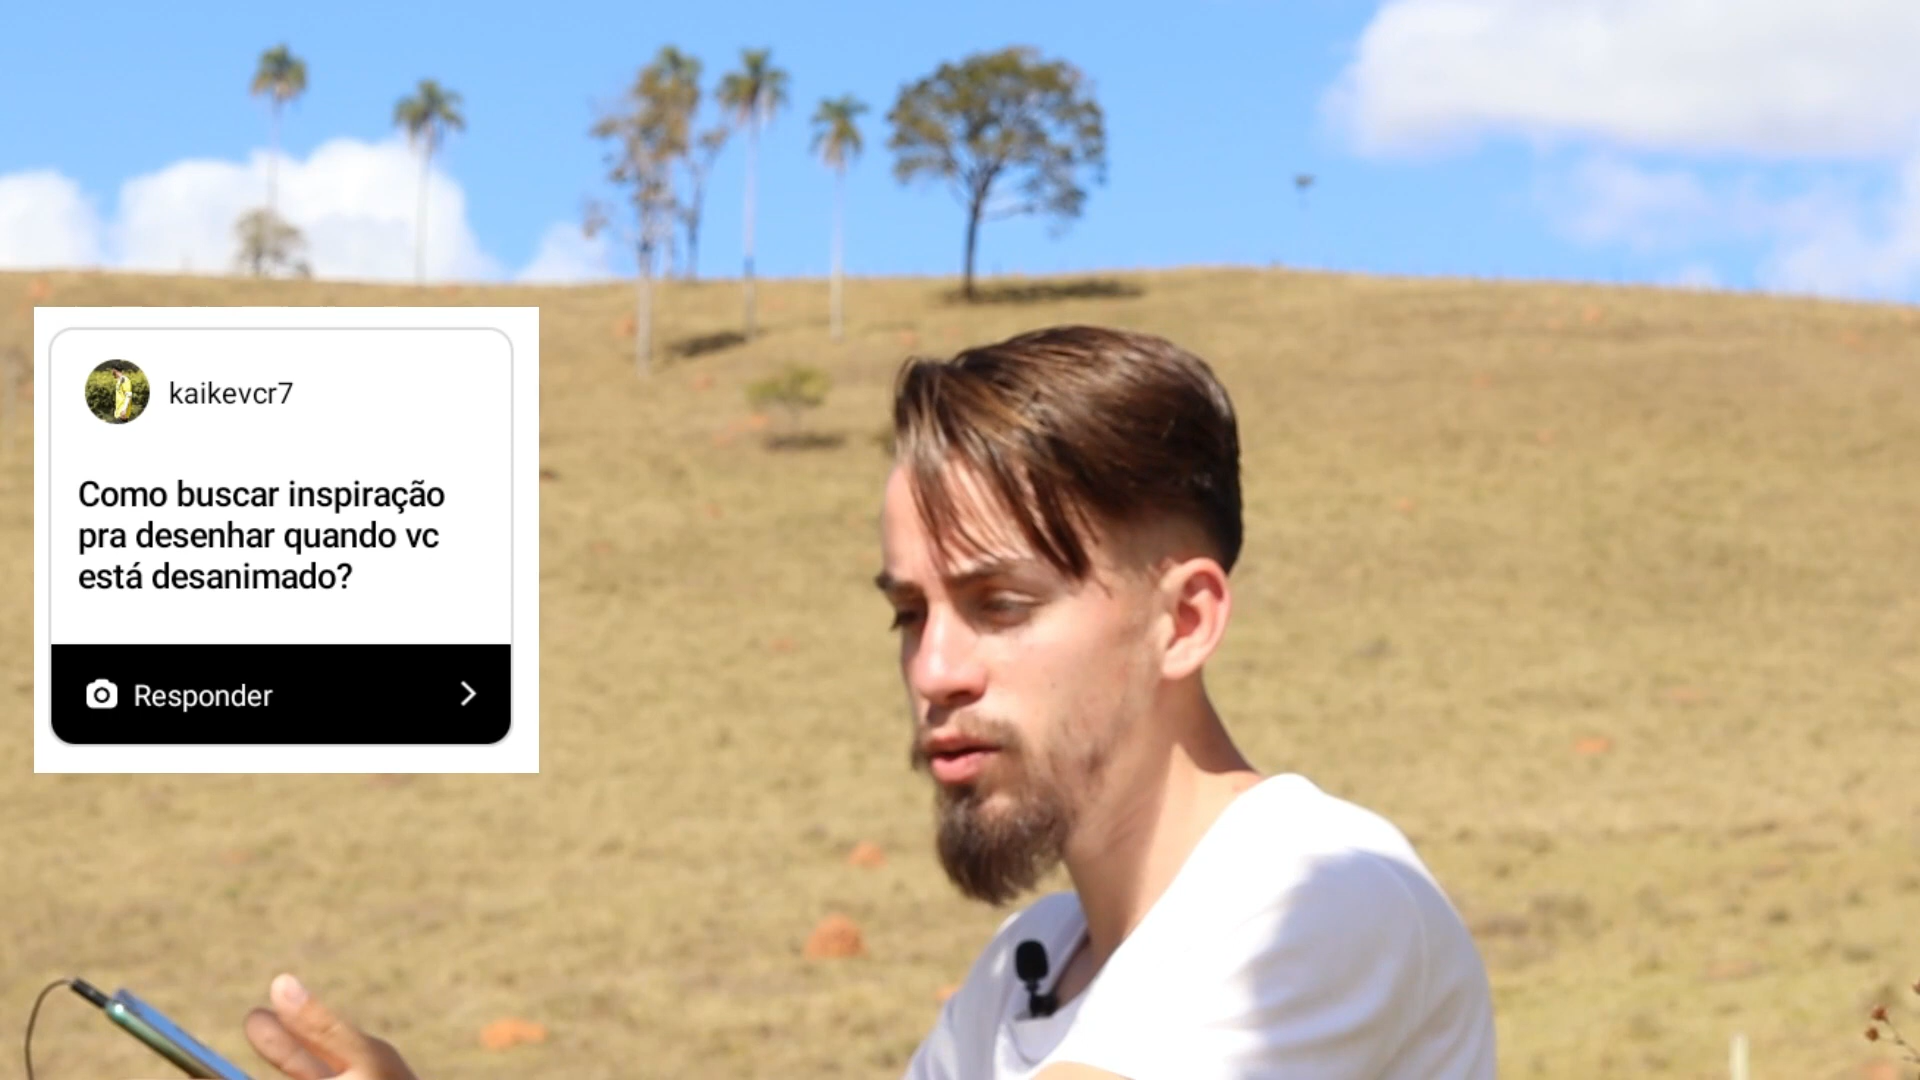 kaikevcr7
Como buscar inspiração
pra desenhar quando vc
está desanimado?
Responder